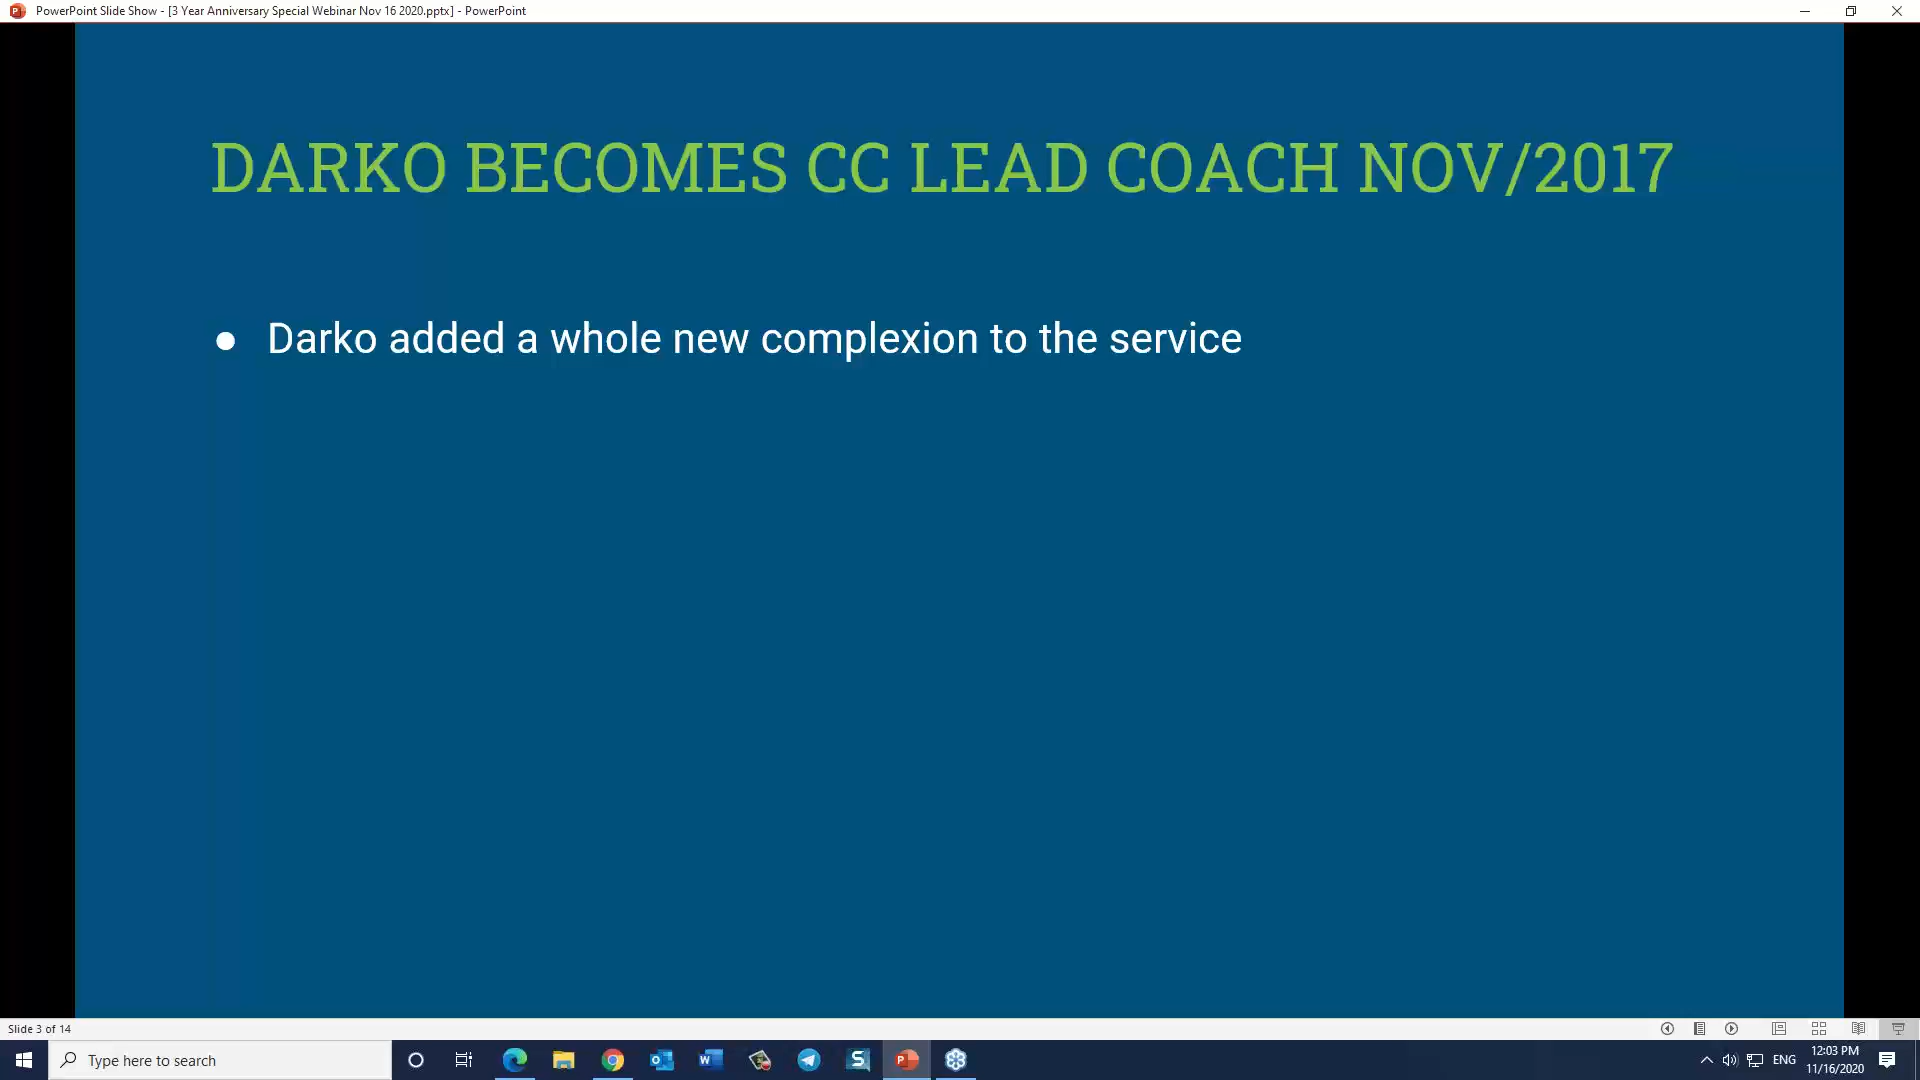 PowerPoint Slide Show - [3 Year Anniversary Special Webinar Nov 16 2020.pptx] - PowerPoint
DARKO BECOMES CC LEAD COACH NOV/2017
● Darko added a whole new complexion to the service
Slide 3 of 14
Type here to search
ENG
12:03 PM
11/16/2020